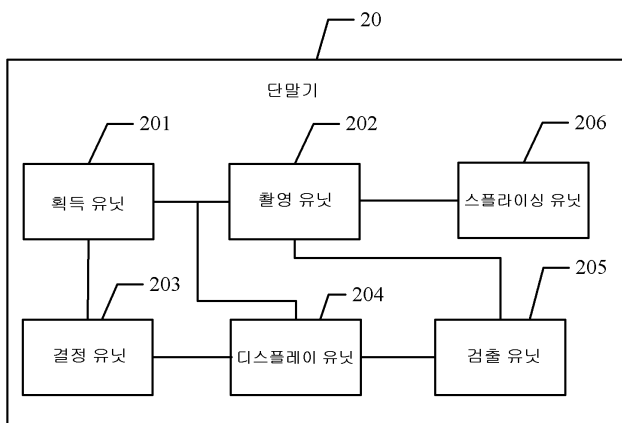 20
단말기
201
202
206
획득 유닛
촬영 유닛
스플라이싱 유닛
203
204
205
결정 유닛
디스플레이 유닛
검출 유닛